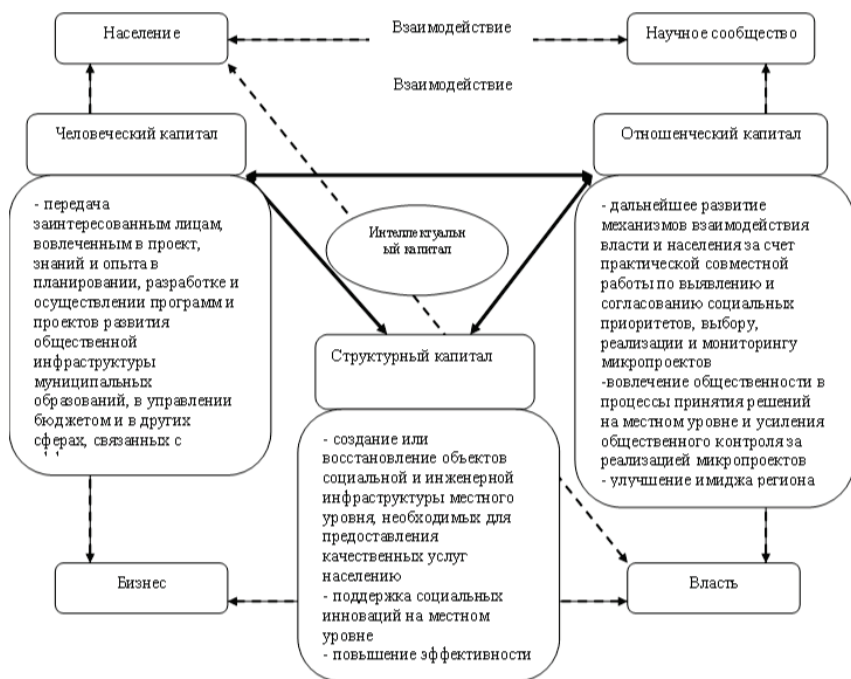 Население
Взаимодействие
Научное сообщество
Взаимодействие
Человеческий капитал
Отношенческий капитал
- передача
заинтересованным лицам,
вовлеченным в проект,
знаний и опыта в
планировании, разработке и
осуществлении программ и
проектов развития
общественной
инфраструктуры
муниципальных
образований, в управлении
бюджетом и в других
сферах, связанных с
Интеллектуаль
ный капитал
- дальнейшее развитие
механизмов взаимодействия
власти и населения за счет
практической совместной
работы по выявлению и
согласованию социальных
приоритетов, выбору,
реализации и мониторингу
микропроектов
-вовлечение общественности в
процессы принятия решений
на местном уровне и усиления
общественного контроля за
реализацией микропроектов
- улучшение имиджа региона
Структурный капитал
- создание или
восстановление объектов
социальной и инженерной
инфраструктуры местного
уровня, необходимых для
предоставления
качественных услуг
населению
- поддержка социальных
инноваций на местном
уровне
- повышение эффективности
Бизнес
Власть